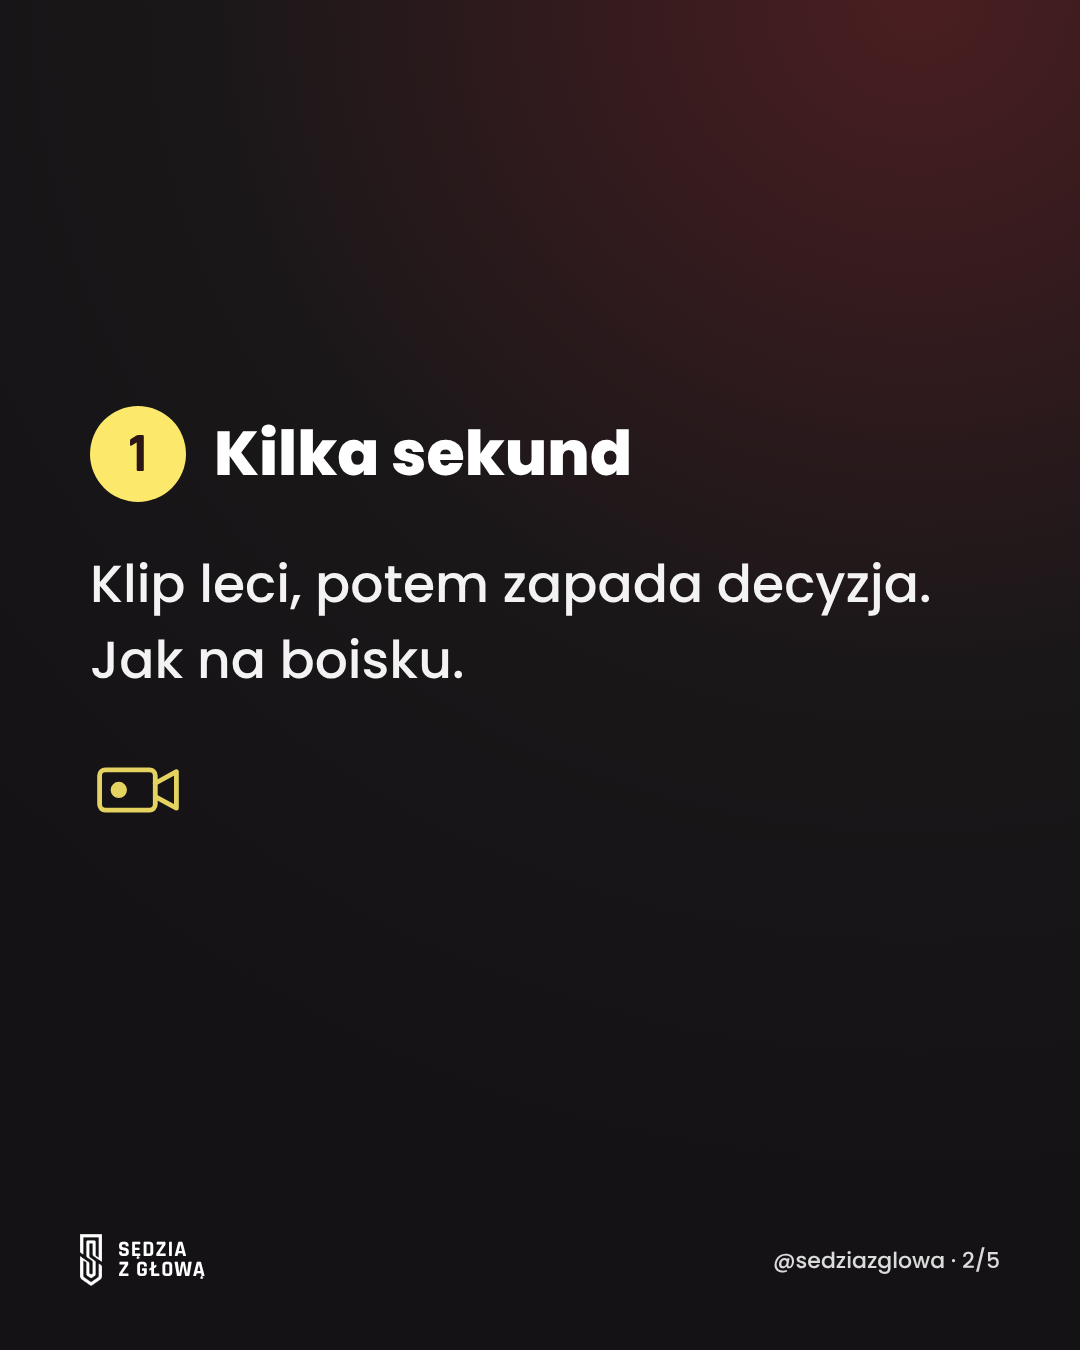 1 Kilka sekund
Klip leci, potem zapada decyzja.
Jak na boisku.
SĘDZIA
Z GŁOWĄ
@sedziazglowa · 2/5